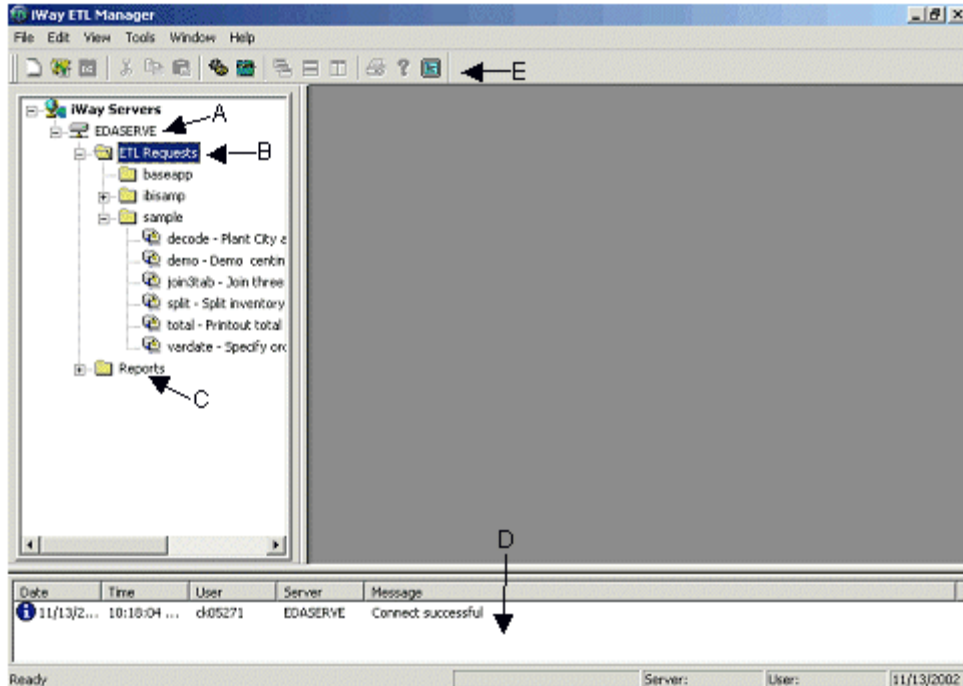 iWay ETL Manager
File Edit View Tools Window Help
E
iWay Servers
EDASERVE
A
ETL Requests
B
baseapp
ibisamp
sample
decode - Plant City a
demo - Demo centin
join3tab - Join three
split - Split inventory
total - Printout total
vardate - Specify orc
Reports
C
D
Date Time User Server Message
11/13/2... 10:18:04 ... ck05271 EDASERVE Connect successful
Ready Server: User: 11/13/2002